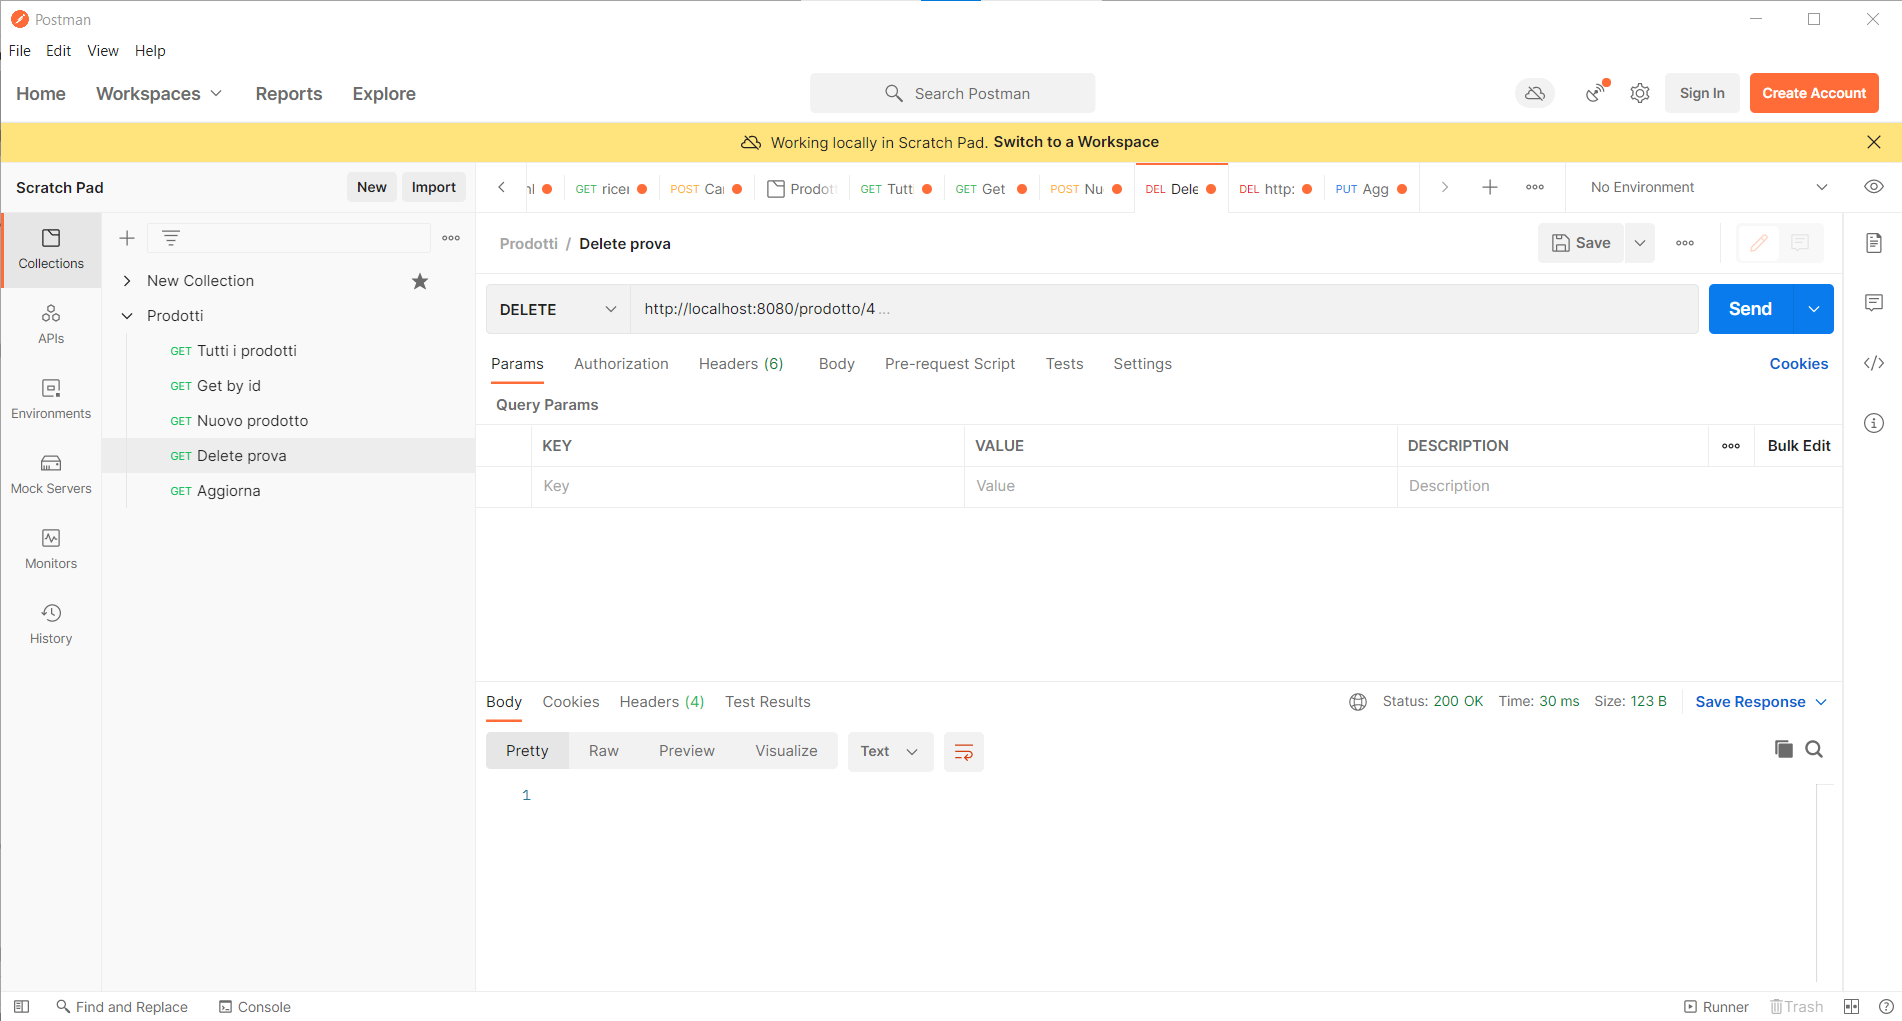 Postman
File Edit View Help
Home Workspaces Reports Explore Search Postman Sign In Create Account
Working locally in Scratch Pad. Switch to a Workspace
Scratch Pad New Import
GET ricer POST Car Prodot GET Tutti GET Get POST Nu DEL Dele DEL http: PUT Agg No Environment
Collections
APIs
Environments
Mock Servers
Monitors
History
New Collection
Prodotti
GET Tutti i prodotti
GET Get by id
GET Nuovo prodotto
GET Delete prova
GET Aggiorna
Prodotti / Delete prova Save
DELETE http://localhost:8080/prodotto/4 ... Send
Params Authorization Headers (6) Body Pre-request Script Tests Settings Cookies
Query Params
KEY VALUE DESCRIPTION Bulk Edit
Key Value Description
Body Cookies Headers (4) Test Results Status: 200 OK Time: 30 ms Size: 123 B Save Response
Pretty Raw Preview Visualize Text
1
Find and Replace Console Runner Trash